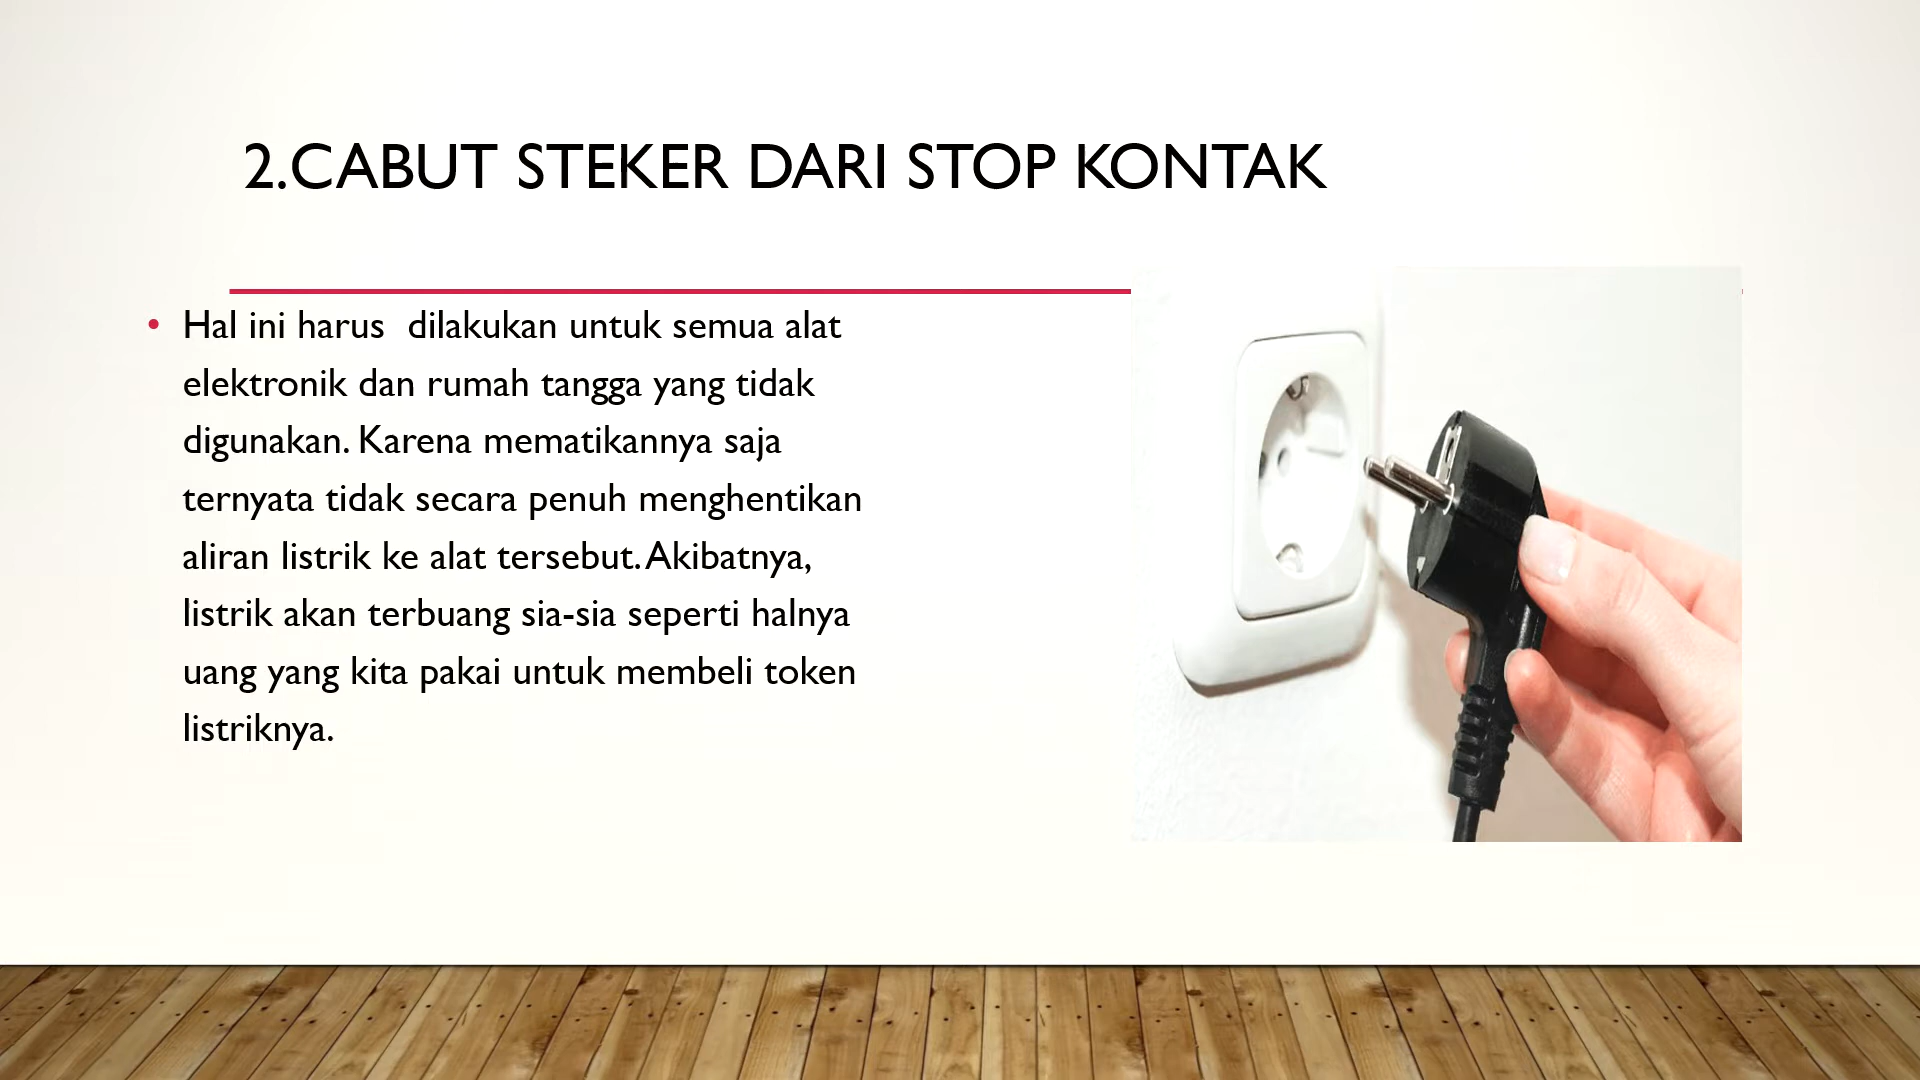 2.CABUT STEKER DARI STOP KONTAK
• Hal ini harus  dilakukan untuk semua alat
elektronik dan rumah tangga yang tidak
digunakan. Karena mematikannya saja
ternyata tidak secara penuh menghentikan
aliran listrik ke alat tersebut. Akibatnya,
listrik akan terbuang sia-sia seperti halnya
uang yang kita pakai untuk membeli token
listriknya.